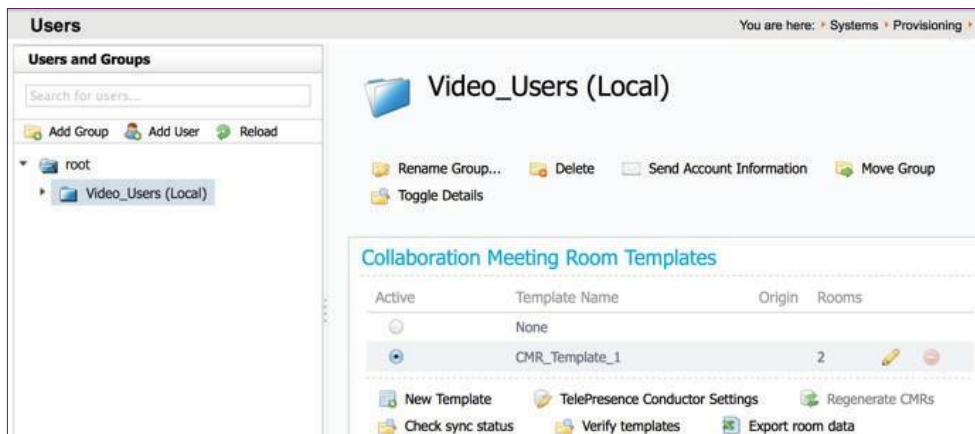 Users
You are here: Systems Provisioning
Users and Groups
Search for users...
Add Group Add User Reload
root
Video_Users (Local)
Video_Users (Local)
Rename Group... Delete Send Account Information Move Group
Toggle Details
Collaboration Meeting Room Templates
Active Template Name Origin Rooms
None
CMR_Template_1 2
New Template TelePresence Conductor Settings Regenerate CMRs
Check sync status Verify templates Export room data